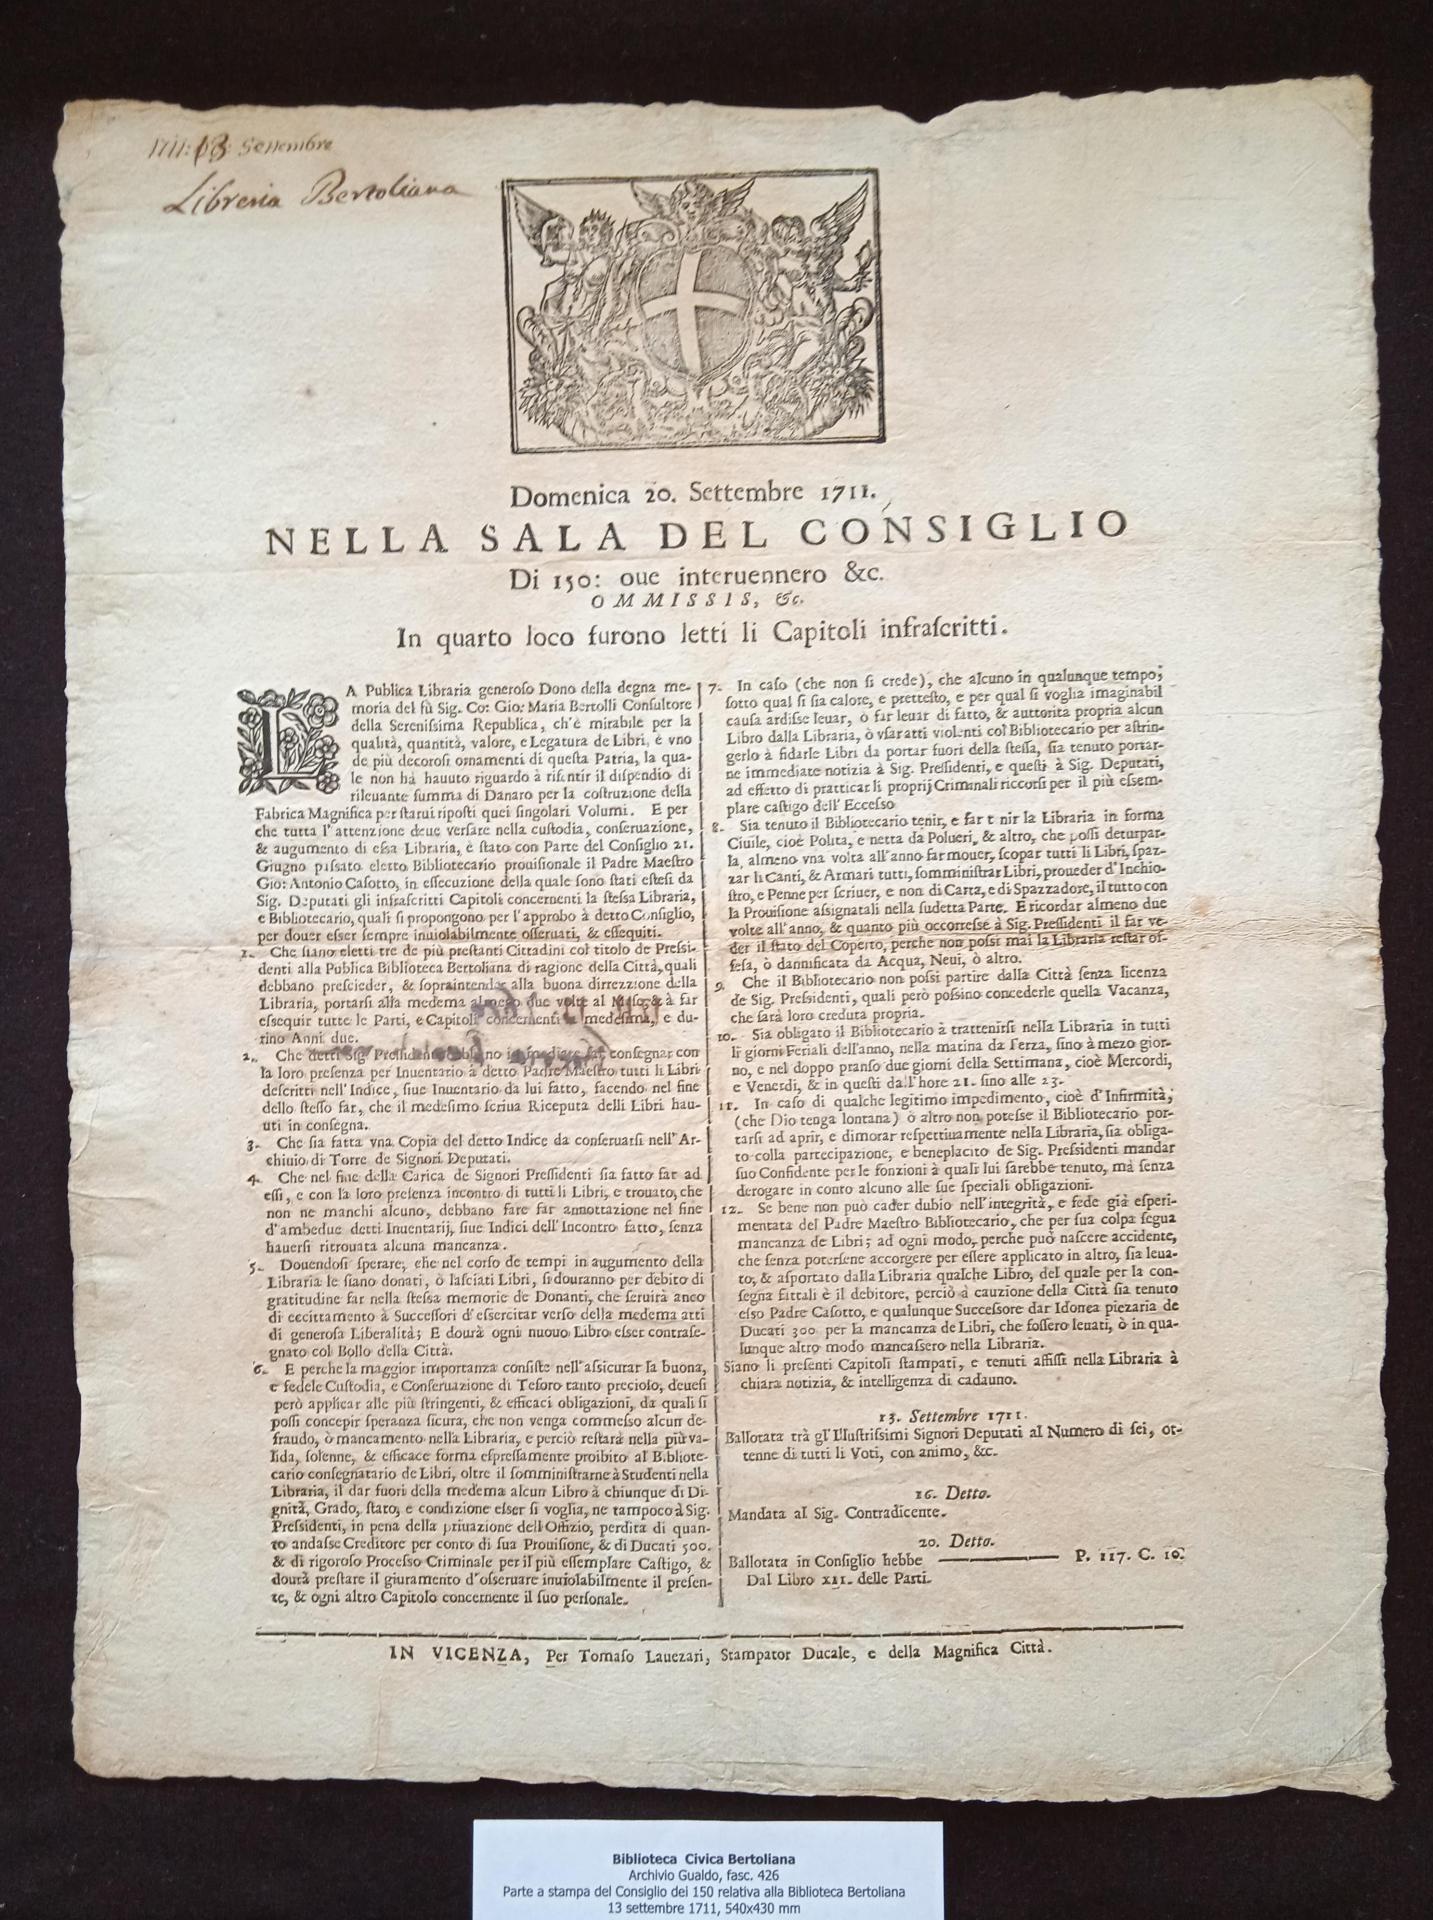 1711: 13 Settembre
Libreria Bertoliana
Domenica 20. Settembre 1711.
NELLA SALA DEL CONSIGLIO
Di 150: oue interuennero &c.
OMMISSIS, &c.
In quarto loco furono letti li Capitoli infraſcritti.
LA Publica Libraria generoſo Dono della degna me-
moria del fù Sig. Co: Gio: Maria Bertolli Conſultore
della Sereniſsima Republica, ch'è mirabile per la
qualità, quantità, valore, e Legatura de Libri, è vno
de più decoroſi ornamenti di queſta Patria, la qua-
le non hà hauuto riguardo à riſentir il diſpendio di
rileuante ſumma di Danaro per la coſtruzione della
Fabrica Magnifica per ſtarui ripoſti quei ſingolari Volumi. E per
che tutta l'attenzione deue verſare nella cuſtodia, conſeruazione,
& augumento di eſſa Libraria, è ſtato con Parte del Conſiglio 21.
Giugno paſsato eletto Bibliotecario prouiſionale il Padre Maeſtro
Gio: Antonio Caſotto, in eſſecuzione della quale ſono ſtati eſteſi da
Sig. Deputati gli infraſcritti Capitoli concernenti la ſteſsa Libraria,
e Bibliotecario, quali ſi propongono per l'approbo à detto Conſiglio,
per douer eſser ſempre inuiolabilmente oſseruati, & eſſequiti.
1. Che ſiano eletti tre de più preſtanti Cittadini col titolo de Preſſi-
denti alla Publica Biblioteca Bertoliana di ragione della Città, quali
debbano preſcieder, & ſopraintender alla buona dirrezzione della
Libraria, portarſi alla medema almeno due volte al Meſe, & à far
eſsequir tutte le Parti, e Capitoli concernenti la medeſima, e du-
rino Anni due.
2. Che detti Sig. Preſſidenti debbano immediate far conſegnar con
la loro preſenza per Inuentario à detto Padre Maeſtro tutti li Libri
deſcritti nell'Indice, ſiue Inuentario da lui fatto, facendo nel fine
dello ſteſſo far, che il medeſimo ſcriua Riceputa delli Libri hau-
uti in conſegna.
3. Che ſia fatta vna Copia del detto Indice da conſeruarſi nell'Ar-
chiuio di Torre de Signori Deputati.
4. Che nel fine della Carica de Signori Preſſidenti ſia fatto far ad
eſſi, e con la loro preſenza incontro di tutti li Libri, e trouato, che
non ne manchi alcuno, debbano fare far annottazione nel fine
d'ambedue detti Inuentarij, ſiue Indici dell'Incontro fatto, ſenza
hauerſi ritrouata alcuna mancanza.
5. Douendoſi ſperare, che nel corſo de tempi in augumento della
Libraria le ſiano donati, ò laſciati Libri, ſi douranno per debito di
gratitudine far nella ſteſsa memorie de Donanti, che ſeruirà anco
di eccittamento à Succeſſori d'eſsercitar verſo della medema atti
di generoſa Liberalità; E dourà ogni nuouo Libro eſser contraſe-
gnato col Bollo della Città.
6. E perche la maggior importanza conſiſte nell'aſsicurar la buona,
e fedele Cuſtodia, e Conſeruazione di Teſoro tanto precioſo, deueſi
però applicar alle più ſtringenti, & efficaci obligazioni, da quali ſi
poſſi concepir ſperanza ſicura, che non venga commeſso alcun de-
fraudo, ò mancamento nella Libraria, e perciò reſtarà nella più va-
lida, ſolenne, & efficace forma eſpreſsamente proibito al Bibliote-
cario conſegnatario de Libri, oltre il ſomminiſtrarne à Studenti nella
Libraria, il dar fuori della medema alcun Libro à chiunque di Di-
gnità, Grado, ſtato, e condizione eſser ſi voglia, ne tampoco à Sig.
Preſſidenti, in pena della priuazione dell'Offizio, perdita di quan-
to andaſse Creditore per conto di ſua Prouiſione, & di Ducati 500.
& di rigoroſo Proceſso Criminale per il più eſſemplare Caſtigo, &
dourà preſtare il giuramento d'oſseruare inuiolabilmente il preſen-
te, & ogni altro Capitolo concernente il ſuo perſonale.
7. In caſo (che non ſi crede), che alcuno in qualunque tempo,
ſotto qual ſi ſia calore, e pretteſto, e per qual ſi voglia imaginabil
cauſa ardiſse leuar, ò far leuar di fatto, & auttorità propria alcun
Libro dalla Libraria, ò vſar atti violenti col Bibliotecario per aſtrin-
gerlo à fidarle Libri da portar fuori della ſteſsa, ſia tenuto portar-
ne immediate notizia à Sig. Preſſidenti, e queſti à Sig. Deputati,
ad effetto di pratticar li proprij Criminali riccorſi per il più eſſem-
plare caſtigo dell'Ecceſso
8. Sia tenuto il Bibliotecario tenir, e far tenir la Libraria in forma
Ciuile, cioè Polita, e netta da Polueri, & altro, che poſſi deturpar-
la, almeno vna volta all'anno far mouer, ſcopar tutti li Libri, ſpaz-
zar li Canti, & Armari tutti, ſomminiſtrar Libri, proueder d'Inchio-
ſtro, e Penne per ſcriuer, e non di Carta, e di Spazzadore, il tutto con
la Prouiſione aſsignatali nella ſudetta Parte. E ricordar almeno due
volte all'anno, & quanto più occorreſse à Sig. Preſſidenti il far ve-
der il ſtato del Coperto, perche non poſſi mai la Libraria reſtar of-
feſa, ò dannificata da Acqua, Neui, ò altro.
9. Che il Bibliotecario non poſſi partire dalla Città ſenza licenza
de Sig. Preſſidenti, quali però poſſino concederle quella Vacanza,
che ſarà loro creduta propria.
10. Sia obligato il Bibliotecario à trattenirſi nella Libraria in tutti
li giorni Feriali dell'anno, nella matina da Terza, ſino à mezo gior-
no, e nel doppo pranſo due giorni della Settimana, cioè Mercordi,
e Venerdi, & in queſti dall'hore 21. ſino alle 23.
11. In caſo di qualche legitimo impedimento, cioè d'Infirmità,
(che Dio tenga lontana) ò altro non poteſse il Bibliotecario por-
tarſi ad aprir, e dimorar reſpettiuamente nella Libraria, ſia obliga-
to colla partecipazione, e beneplacito de Sig. Preſſidenti mandar
ſuo Confidente per le fonzioni à quali lui ſarebbe tenuto, mà ſenza
derogare in conto alcuno alle ſue ſpeciali obligazioni.
12. Se bene non può cader dubio nell'integrità, e fede già eſperi-
mentata del Padre Maeſtro Bibliotecario, che per ſua colpa ſegua
mancanza de Libri; ad ogni modo, perche può naſcere accidente,
che ſenza poterſene accorgere per eſſere applicato in altro, ſia leua-
to, & aſportato dalla Libraria qualche Libro, del quale per la con-
ſegna fattali è il debitore, perciò à cauzione della Città ſia tenuto
eſso Padre Caſotto, e qualunque Succeſſore dar Idonea piezaria de
Ducati 300 per la mancanza de Libri, che foſſero leuati, ò in qua-
lunque altro modo mancaſsero nella Libraria.
Siano li preſenti Capitoli ſtampati, e tenuti affiſſi nella Libraria à
chiara notizia, & intelligenza di cadauno.
13. Settembre 1711.
Ballotata trà gl'Illuſtriſsimi Signori Deputati al Numero di ſei, ot-
tenne di tutti li Voti, con animo, &c.
16. Detto.
Mandata al Sig. Contradicente.
20. Detto.
Ballotata in Conſiglio hebbe P. 117. C. 10.
Dal Libro XII. delle Parti.
IN VICENZA, Per Tomaſo Lauezari, Stampator Ducale, e della Magnifica Città.
Biblioteca Civica Bertoliana
Archivio Gualdo, fasc. 426
Parte a stampa del Consiglio dei 150 relativa alla Biblioteca Bertoliana
13 settembre 1711, 540x430 mm